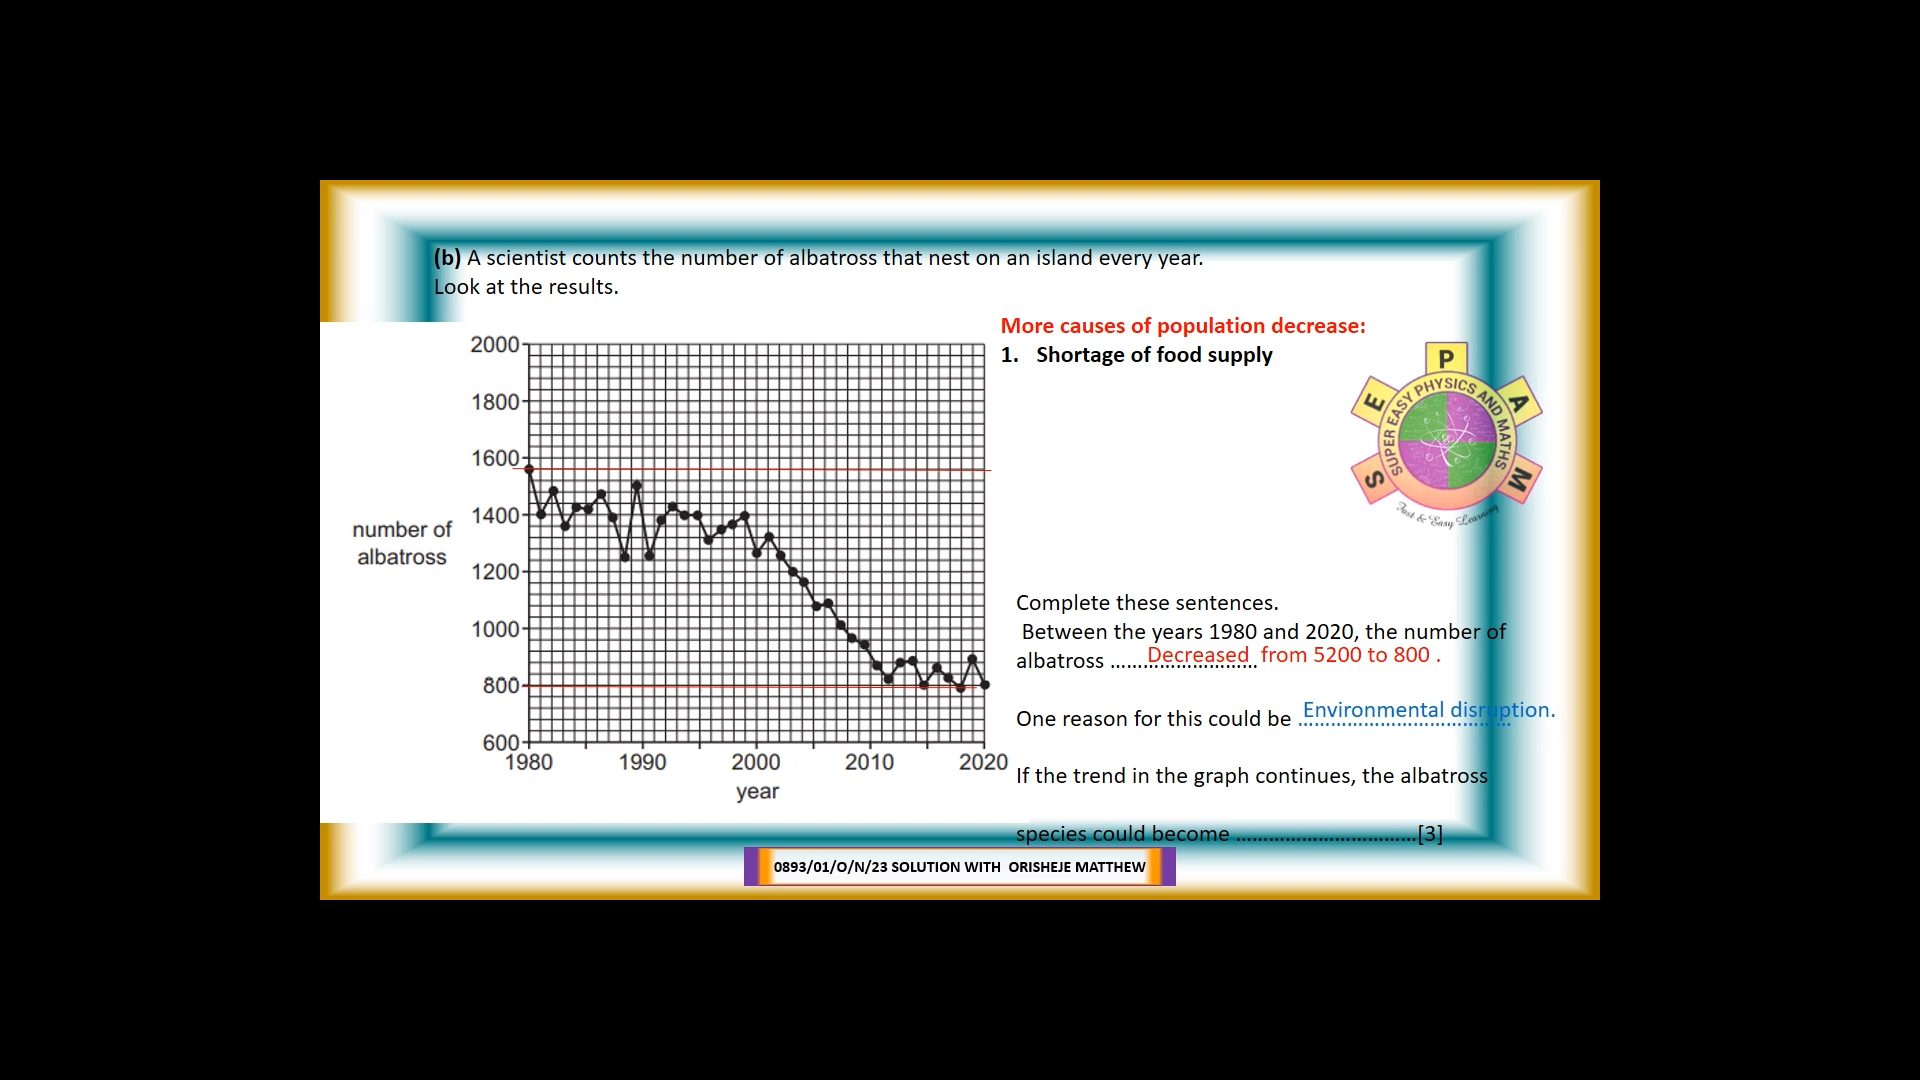 (b) A scientist counts the number of albatross that nest on an island every year.
Look at the results.
More causes of population decrease:
1. Shortage of food supply
2000
1800
1600
1400
1200
1000
800
600
number of
albatross
1980 1990 2000 2010 2020
year
S E P A M
SUPER EASY PHYSICS AND MATHS
Fast & Easy Learning
Complete these sentences.
Between the years 1980 and 2020, the number of
albatross ........................... Decreased from 5200 to 800 .
One reason for this could be ....................................... Environmental disruption.
If the trend in the graph continues, the albatross
species could become .................................[3]
0893/01/O/N/23 SOLUTION WITH ORISHEJE MATTHEW